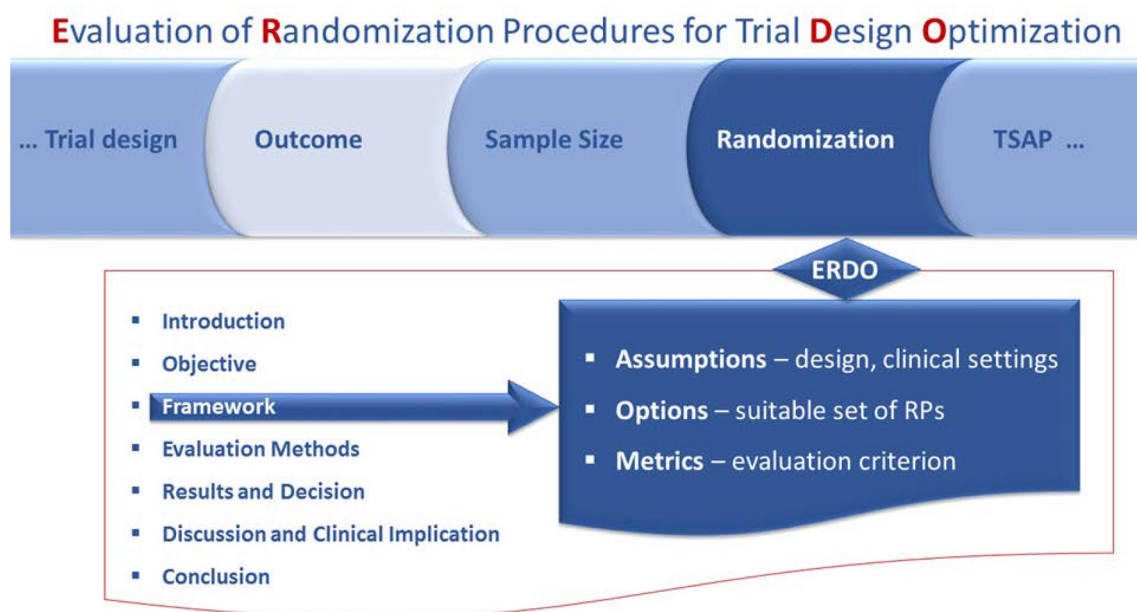 Evaluation of Randomization Procedures for Trial Design Optimization
... Trial design
Outcome
Sample Size
Randomization
TSAP ...
ERDO
▪ Introduction
▪ Objective
▪ Framework
▪ Evaluation Methods
▪ Results and Decision
▪ Discussion and Clinical Implication
▪ Conclusion
▪ Assumptions – design, clinical settings
▪ Options – suitable set of RPs
▪ Metrics – evaluation criterion